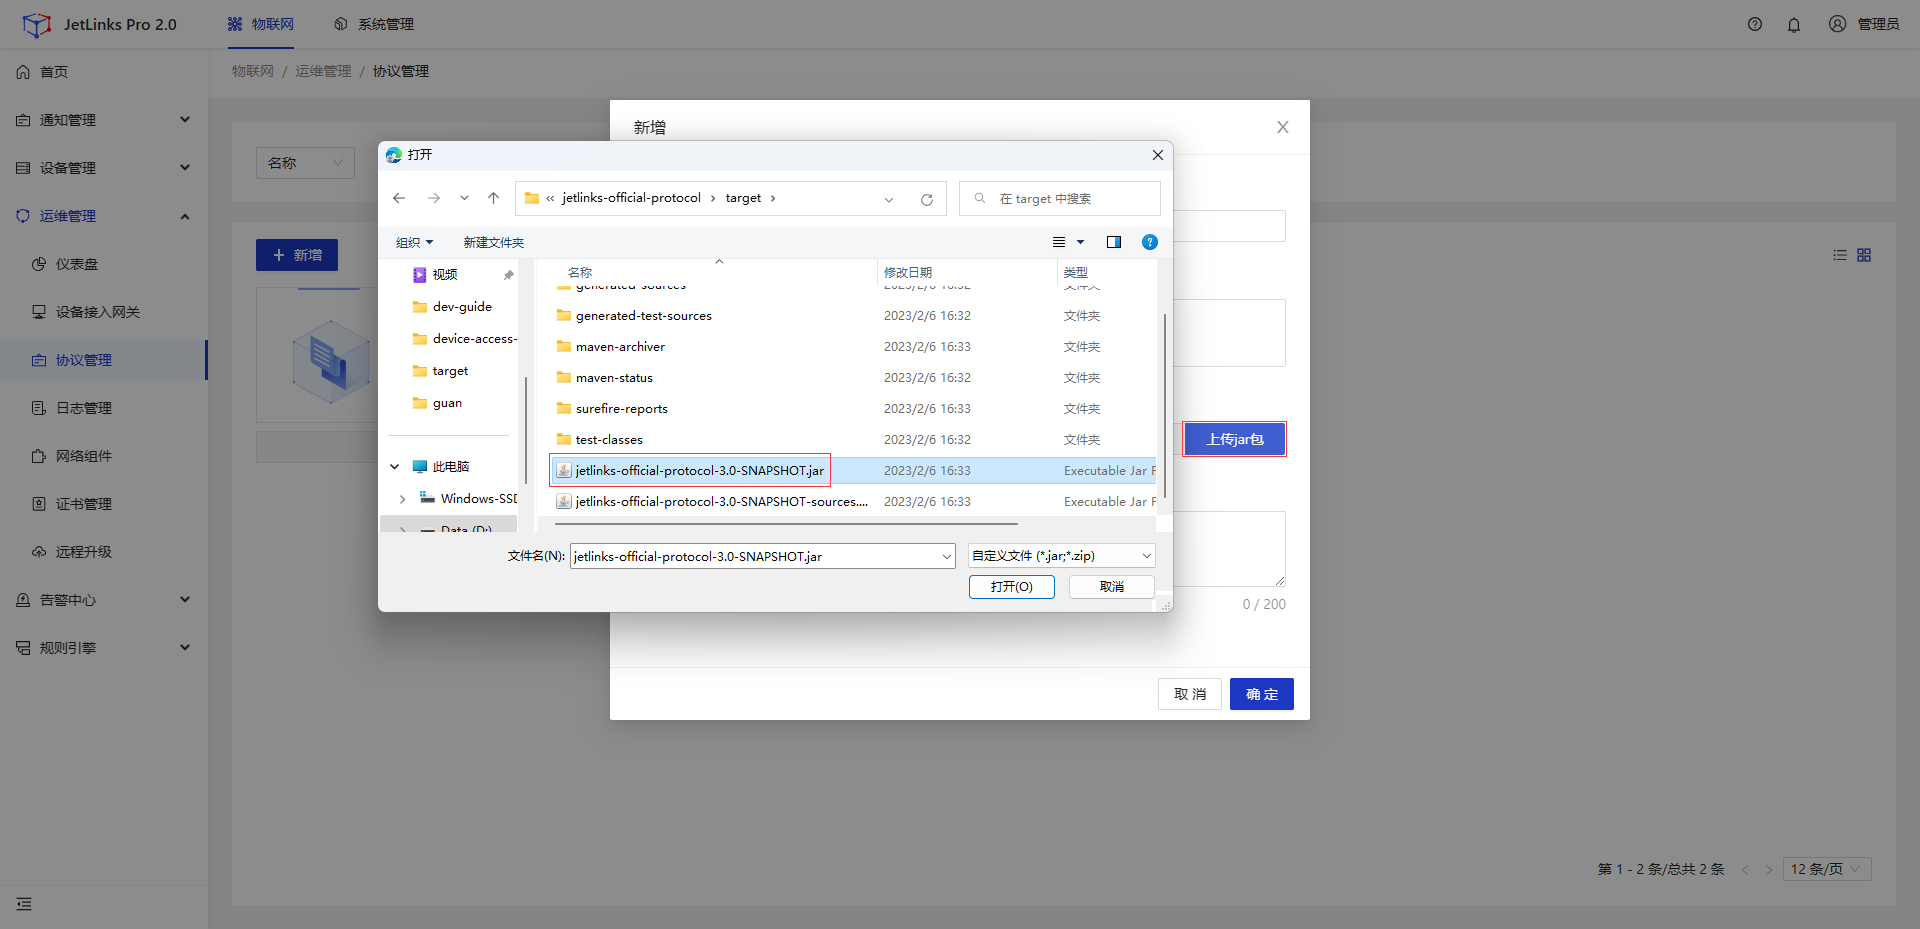 JetLinks Pro 2.0
物联网
系统管理
管理员
首页
通知管理
设备管理
运维管理
仪表盘
设备接入网关
协议管理
日志管理
网络组件
证书管理
远程升级
告警中心
规则引擎
物联网 / 运维管理 / 协议管理
名称
新增
新增
打开
« jetlinks-official-protocol › target ›
在 target 中搜索
组织
新建文件夹
视频
dev-guide
device-access-
target
guan
此电脑
Windows-SSD
Data (D:)
名称 修改日期 类型
generated-sources 2023/2/6 16:32 文件夹
generated-test-sources 2023/2/6 16:32 文件夹
maven-archiver 2023/2/6 16:33 文件夹
maven-status 2023/2/6 16:32 文件夹
surefire-reports 2023/2/6 16:33 文件夹
test-classes 2023/2/6 16:32 文件夹
jetlinks-official-protocol-3.0-SNAPSHOT.jar 2023/2/6 16:33 Executable Jar F
jetlinks-official-protocol-3.0-SNAPSHOT-sources.... 2023/2/6 16:33 Executable Jar F
文件名(N): jetlinks-official-protocol-3.0-SNAPSHOT.jar 自定义文件 (*.jar;*.zip)
打开(O) 取消
上传jar包
0 / 200
取 消 确 定
第 1 - 2 条/总共 2 条 12 条/页